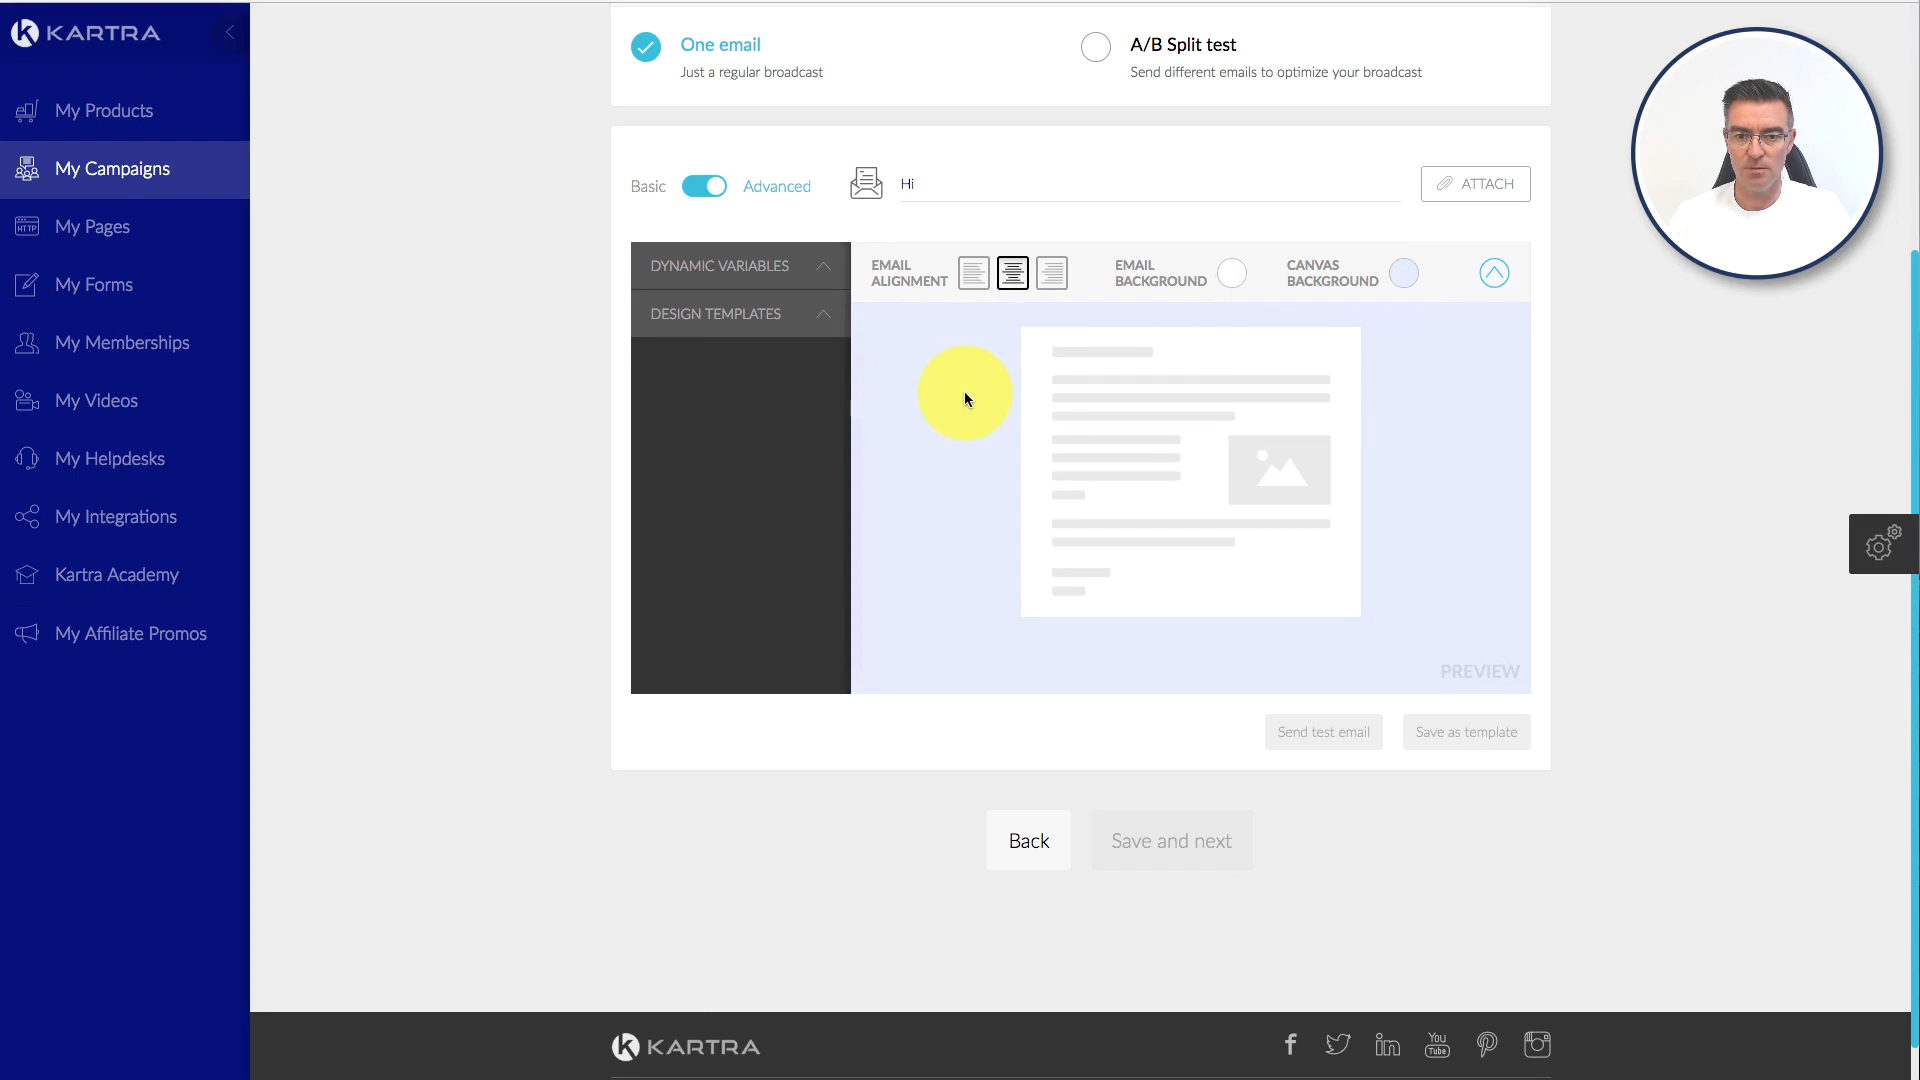 KARTRA
My Products
My Campaigns
My Pages
HTTP
My Forms
My Memberships
My Videos
My Helpdesks
My Integrations
Kartra Academy
My Affiliate Promos
One email
Just a regular broadcast
A/B Split test
Send different emails to optimize your broadcast
Basic
Advanced
Hi
ATTACH
DYNAMIC VARIABLES
DESIGN TEMPLATES
EMAIL
ALIGNMENT
EMAIL
BACKGROUND
CANVAS
BACKGROUND
PREVIEW
Send test email
Save as template
Back
Save and next
KARTRA
You
Tube